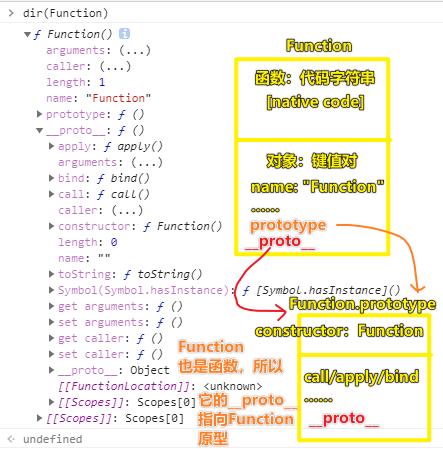 > dir(Function)
▼ ƒ Function() i
arguments: (...)
caller: (...)
length: 1
name: "Function"
▶ prototype: ƒ ()
▼ __proto__: ƒ ()
▶ apply: ƒ apply()
arguments: (...)
▶ bind: ƒ bind()
▶ call: ƒ call()
caller: (...)
▶ constructor: ƒ Function()
length: 0
name: ""
▶ toString: ƒ toString()
▶ Symbol(Symbol.hasInstance): ƒ [Symbol.hasInstance]()
▶ get arguments: ƒ ()
▶ set arguments: ƒ ()
▶ get caller: ƒ ()
▶ set caller: ƒ ()
▶ __proto__: Object
[[FunctionLocation]]: <unknown>
▶ [[Scopes]]: Scopes[0]
▶ [[Scopes]]: Scopes[0]
< undefined
Function
函数：代码字符串
[native code]
对象：键值对
name: "Function"
......
prototype
__proto__
Function.prototype
constructor: Function
call/apply/bind
......
__proto__
Function
也是函数，所以
它的__proto__
指向Function
原型